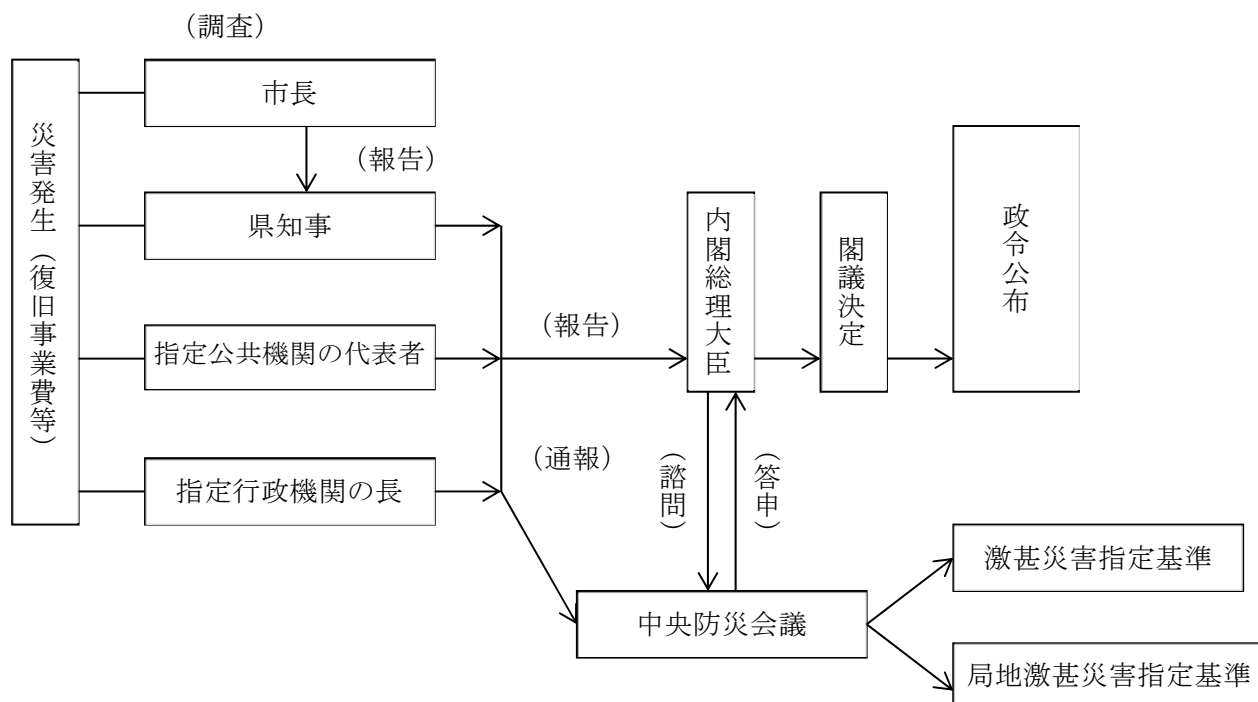 （調査）
災害発生（復旧事業費等）
市長
（報告）
県知事
指定公共機関の代表者
指定行政機関の長
（報告）
（通報）
内閣総理大臣
閣議決定
政令公布
（諮問）
（答申）
中央防災会議
激甚災害指定基準
局地激甚災害指定基準